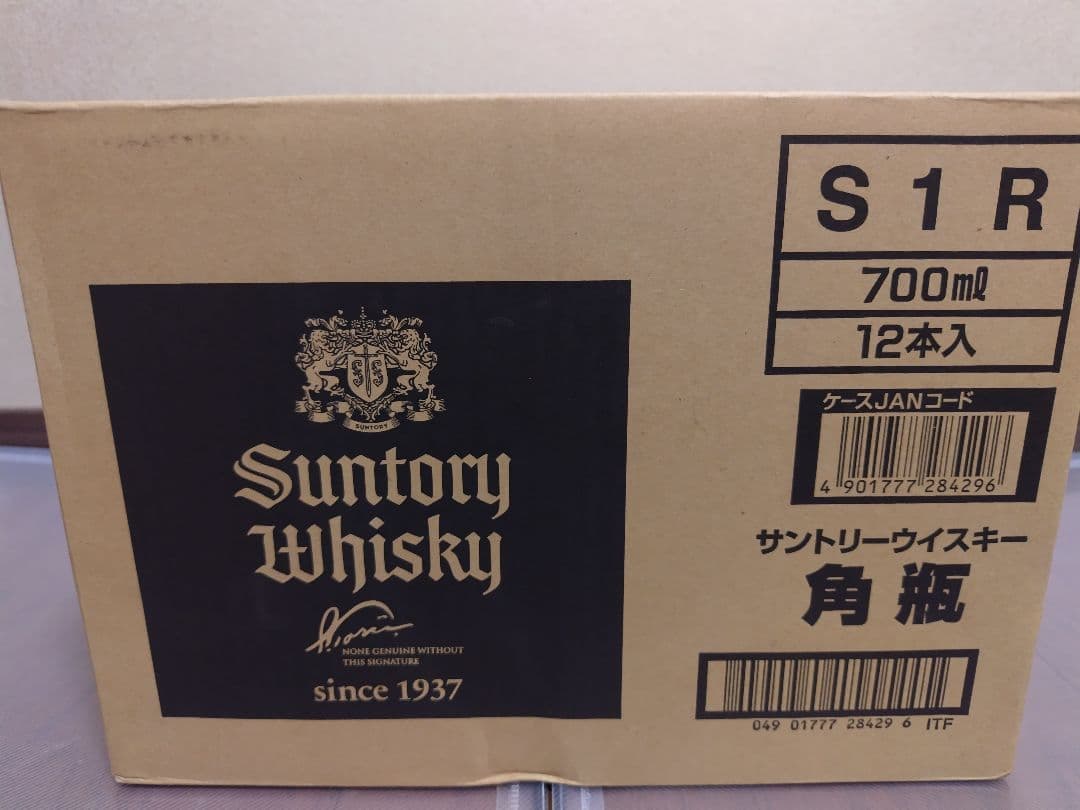 SUNTORY
Suntory
Whisky
NONE GENUINE WITHOUT
THIS SIGNATURE
since 1937
S 1 R
700ml
12本入
ケースJANコード
4 901777 284296
サントリーウイスキー
角瓶
049 01777 28429 6 ITF